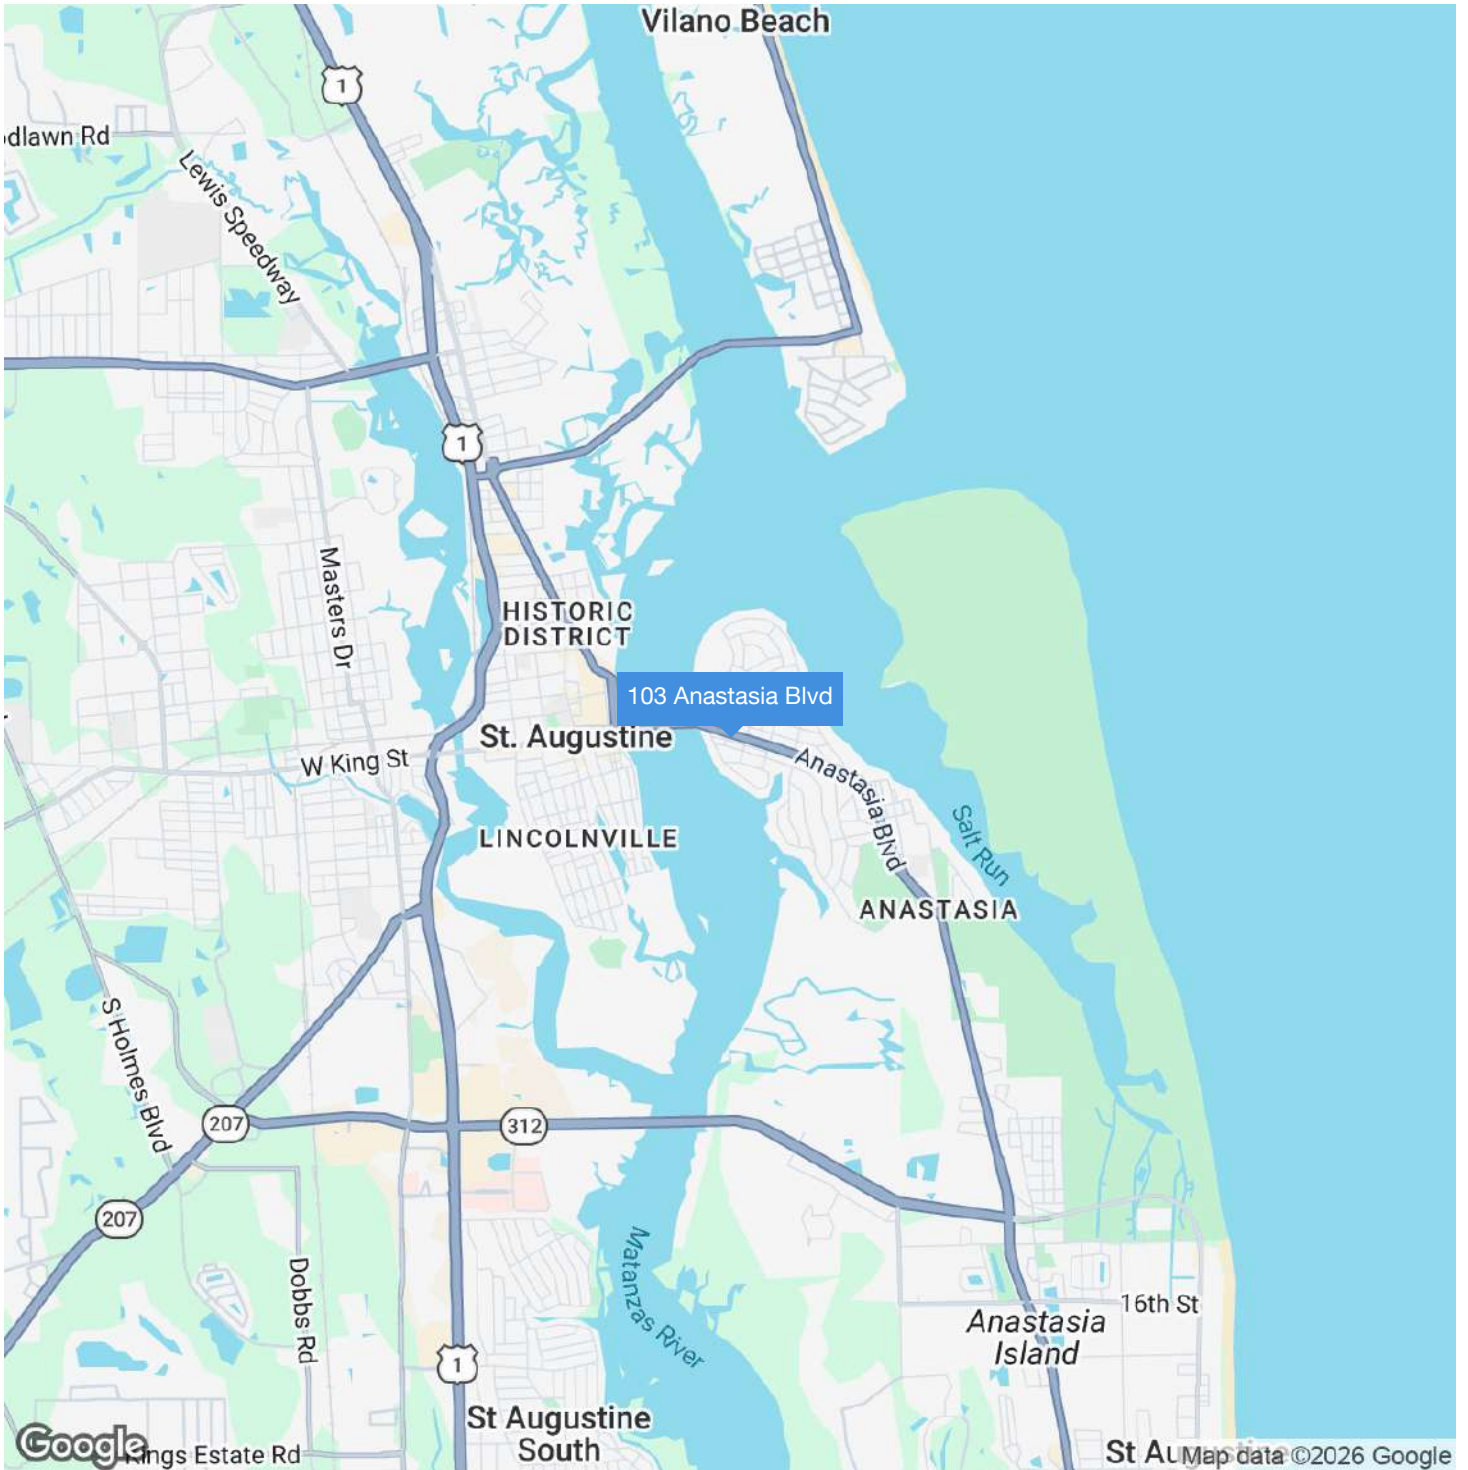 Vilano Beach
1
dlawn Rd
Lewis Speedway
1
Masters Dr
HISTORIC
DISTRICT
103 Anastasia Blvd
St. Augustine
W King St
Anastasia Blvd
Salt Run
LINCOLNVILLE
ANASTASIA
S Holmes Blvd
207
312
207
Matanzas River
Dobbs Rd
16th St
Anastasia
Island
1
St Augustine
South
Google
Kings Estate Rd
St Augustine
Map data ©2026 Google